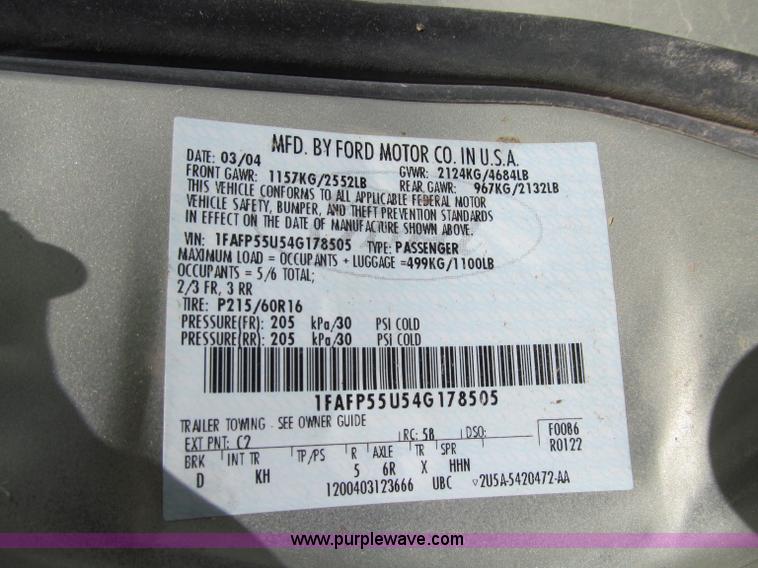 MFD. BY FORD MOTOR CO. IN U.S.A.
DATE: 03/04 GVWR: 2124KG/4684LB
FRONT GAWR: 1157KG/2552LB REAR GAWR: 967KG/2132LB
THIS VEHICLE CONFORMS TO ALL APPLICABLE FEDERAL MOTOR
VEHICLE SAFETY, BUMPER, AND THEFT PREVENTION STANDARDS
IN EFFECT ON THE DATE OF MANUFACTURE SHOWN ABOVE.
VIN: 1FAFP55U54G178505 TYPE: PASSENGER
MAXIMUM LOAD = OCCUPANTS + LUGGAGE =499KG/1100LB
OCCUPANTS = 5/6 TOTAL;
2/3 FR, 3 RR
TIRE: P215/60R16
PRESSURE(FR): 205 kPa/30 PSI COLD
PRESSURE(RR): 205 kPa/30 PSI COLD
1FAFP55U54G178505
TRAILER TOWING - SEE OWNER GUIDE
EXT PNT: C2 RC: 58 DSO: F0086
BRK INT TR TP/PS R AXLE TR SPR R0122
D KH 5 6R X HHN
1200403123666 UBC 2U5A-5420472-AA
www.purplewave.com